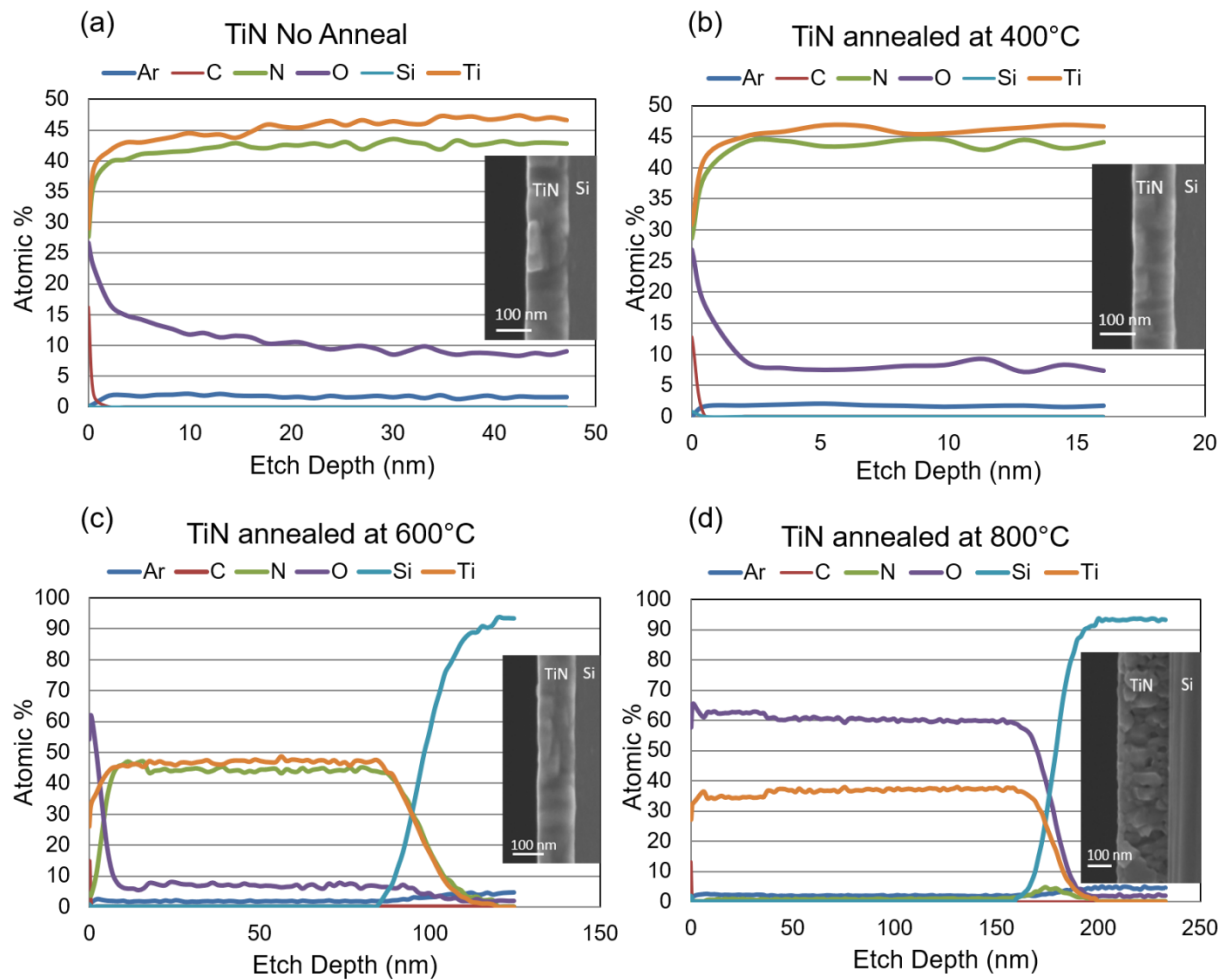 (a)
TiN No Anneal
Ar C N O Si Ti
50
45
40
35
30
25
20
15
10
5
0
Atomic %
0 10 20 30 40 50
Etch Depth (nm)
TiN Si
100 nm
(b)
TiN annealed at 400°C
Ar C N O Si Ti
50
45
40
35
30
25
20
15
10
5
0
Atomic %
0 5 10 15 20
Etch Depth (nm)
TiN Si
100 nm
(c)
TiN annealed at 600°C
Ar C N O Si Ti
100
90
80
70
60
50
40
30
20
10
0
Atomic %
0 50 100 150
Etch Depth (nm)
TiN Si
100 nm
(d)
TiN annealed at 800°C
Ar C N O Si Ti
100
90
80
70
60
50
40
30
20
10
0
Atomic %
0 50 100 150 200 250
Etch Depth (nm)
TiN Si
100 nm